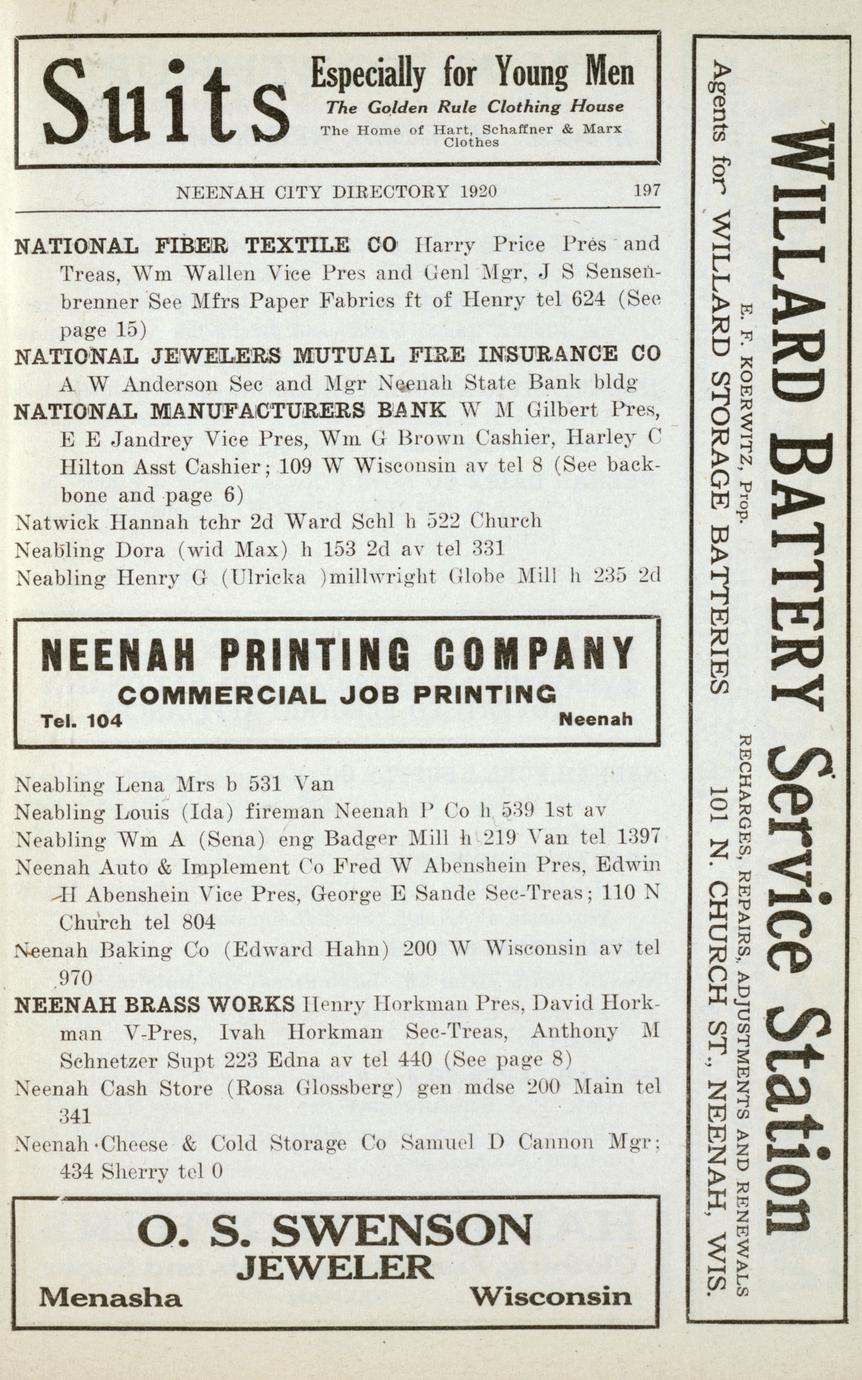 Suits
Especially for Young Men
The Golden Rule Clothing House
The Home of Hart, Schaffner & Marx
Clothes
NEENAH CITY DIRECTORY 1920 197
NATIONAL FIBER TEXTILE CO Harry Price Pres and
Treas, Wm Wallen Vice Pres and Genl Mgr, J S Sensen-
brenner See Mfrs Paper Fabrics ft of Henry tel 624 (See
page 15)
NATIONAL JEWELERS MUTUAL FIRE INSURANCE CO
A W Anderson Sec and Mgr Neenah State Bank bldg
NATIONAL MANUFACTURERS BANK W M Gilbert Pres,
E E Jandrey Vice Pres, Wm G Brown Cashier, Harley C
Hilton Asst Cashier; 109 W Wisconsin av tel 8 (See back-
bone and page 6)
Natwick Hannah tchr 2d Ward Schl h 522 Church
Neabling Dora (wid Max) h 153 2d av tel 331
Neabling Henry G (Ulricka )millwright Globe Mill h 235 2d
NEENAH PRINTING COMPANY
COMMERCIAL JOB PRINTING
Tel. 104 Neenah
Neabling Lena Mrs b 531 Van
Neabling Louis (Ida) fireman Neenah P Co h 539 1st av
Neabling Wm A (Sena) eng Badger Mill h 219 Van tel 1397
Neenah Auto & Implement Co Fred W Abenshein Pres, Edwin
H Abenshein Vice Pres, George E Sande Sec-Treas; 110 N
Church tel 804
Neenah Baking Co (Edward Hahn) 200 W Wisconsin av tel
970
NEENAH BRASS WORKS Henry Horkman Pres, David Hork-
man V-Pres, Ivah Horkman Sec-Treas, Anthony M
Schnetzer Supt 223 Edna av tel 440 (See page 8)
Neenah Cash Store (Rosa Glossberg) gen mdse 200 Main tel
341
Neenah Cheese & Cold Storage Co Samuel D Cannon Mgr;
434 Sherry tel 0
O. S. SWENSON
JEWELER
Menasha Wisconsin
WILLARD BATTERY Service Station
E. F. KOERWITZ, Prop. RECHARGES, REPAIRS, ADJUSTMENTS AND RENEWALS
Agents for WILLARD STORAGE BATTERIES 101 N. CHURCH ST., NEENAH, WIS.